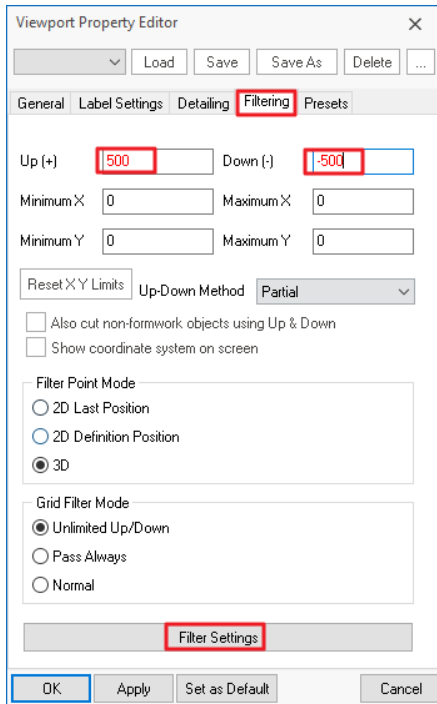 Viewport Property Editor
Load Save Save As Delete ...
General Label Settings Detailing Filtering Presets
Up (+) 500 Down (-) -500
Minimum X 0 Maximum X 0
Minimum Y 0 Maximum Y 0
Reset X Y Limits Up-Down Method Partial
Also cut non-formwork objects using Up & Down
Show coordinate system on screen
Filter Point Mode
2D Last Position
2D Definition Position
3D
Grid Filter Mode
Unlimited Up/Down
Pass Always
Normal
Filter Settings
OK Apply Set as Default Cancel